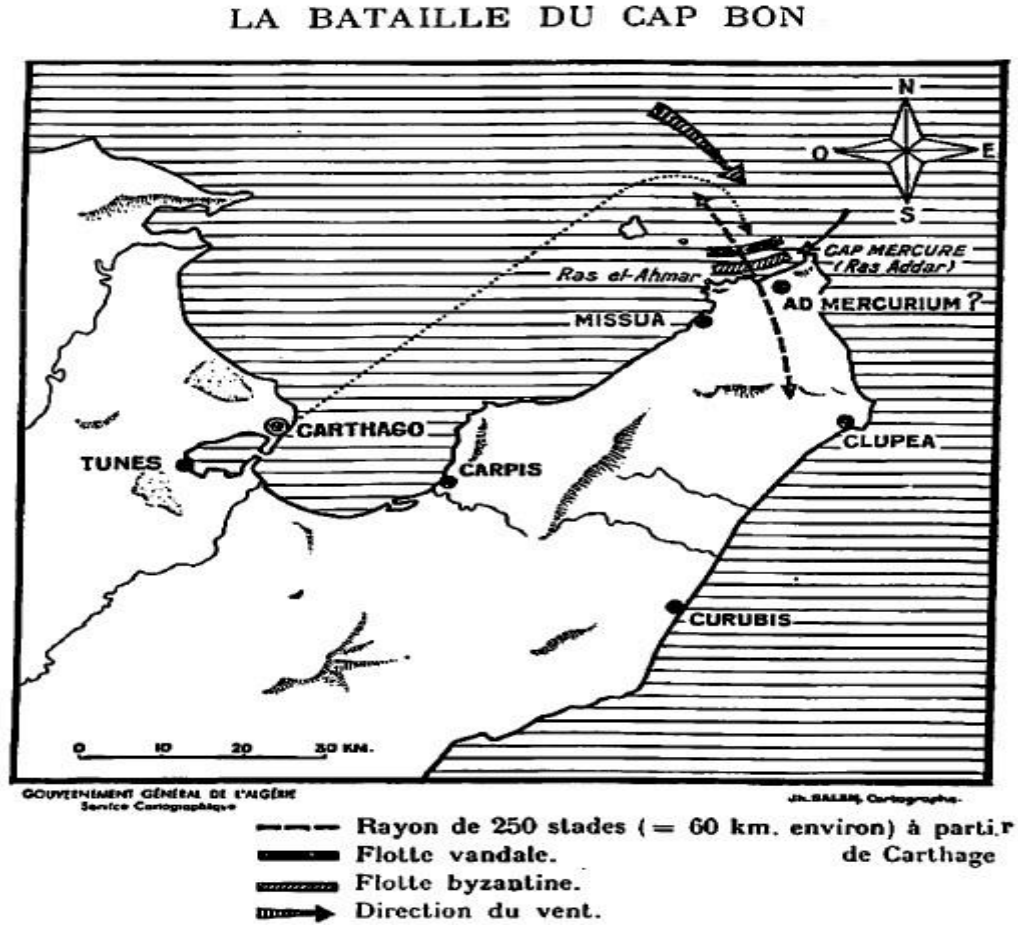 LA BATAILLE DU CAP BON
N
O
E
S
CAP MERCURE
(Ras Addar)
Ras el-Ahmar
AD MERCURIUM ?
MISSUA
CARTHAGO
CLUPEA
TUNES
CARPIS
CURUBIS
0 10 20 30 KM.
GOUVERNEMENT GÉNÉRAL DE L'ALGÉRIE
Service Cartographique
Jh. SALEM, Cartographe.
Rayon de 250 stades (= 60 km. environ) à partir
de Carthage
Flotte vandale.
Flotte byzantine.
Direction du vent.